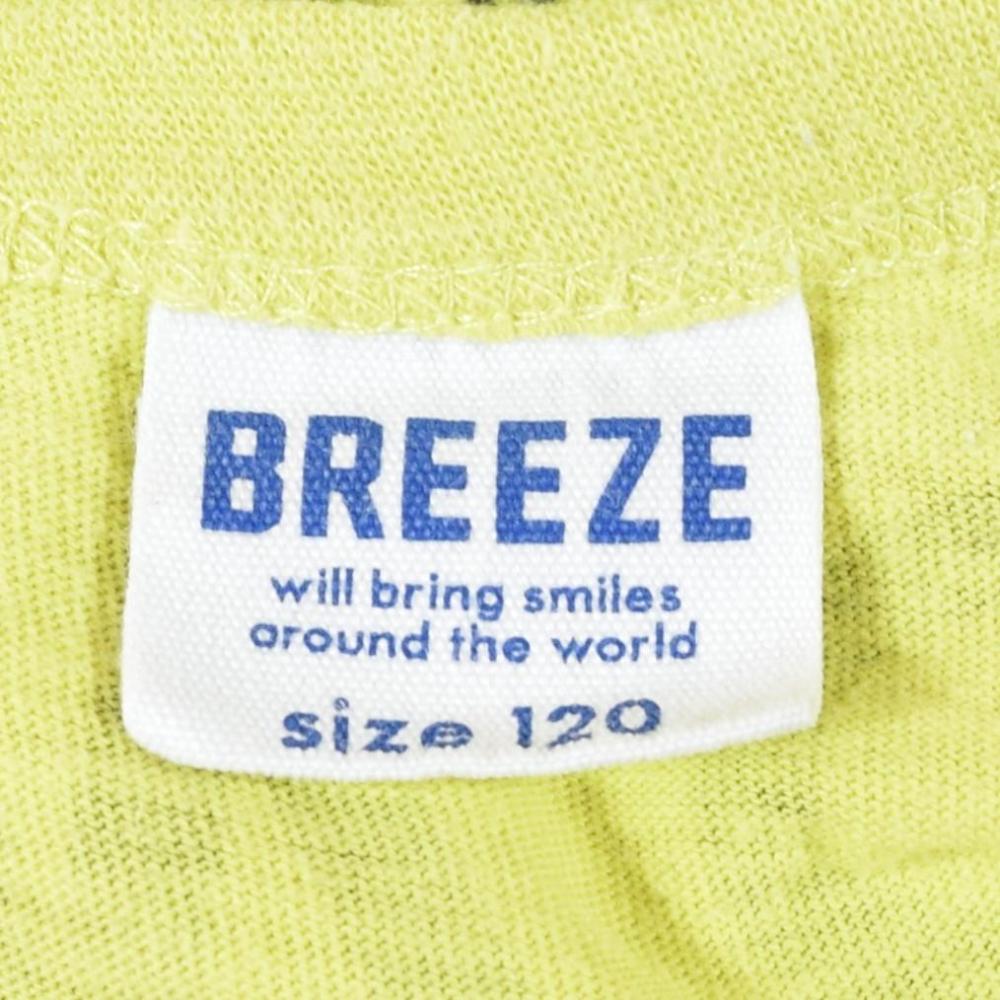 BREEZE
will bring smiles
around the world
size 120